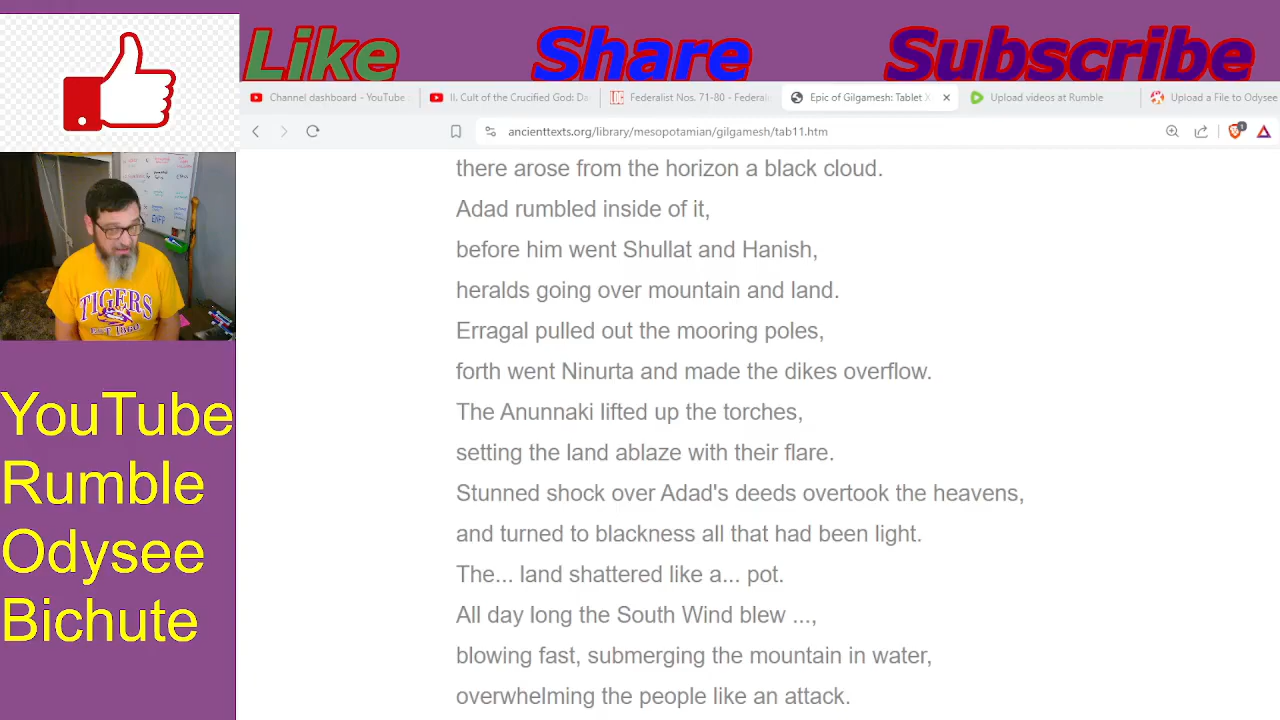 Like Share Subscribe
Channel dashboard - YouTube
II. Cult of the Crucified God: Da
Federalist Nos. 71-80 - Federal
Epic of Gilgamesh: Tablet X
Upload videos at Rumble
Upload a File to Odysee
ancienttexts.org/library/mesopotamian/gilgamesh/tab11.htm
1
there arose from the horizon a black cloud.
Adad rumbled inside of it,
before him went Shullat and Hanish,
heralds going over mountain and land.
Erragal pulled out the mooring poles,
forth went Ninurta and made the dikes overflow.
The Anunnaki lifted up the torches,
setting the land ablaze with their flare.
Stunned shock over Adad's deeds overtook the heavens,
and turned to blackness all that had been light.
The... land shattered like a... pot.
All day long the South Wind blew ...,
blowing fast, submerging the mountain in water,
overwhelming the people like an attack.
TIGERS
YouTube
Rumble
Odysee
Bichute